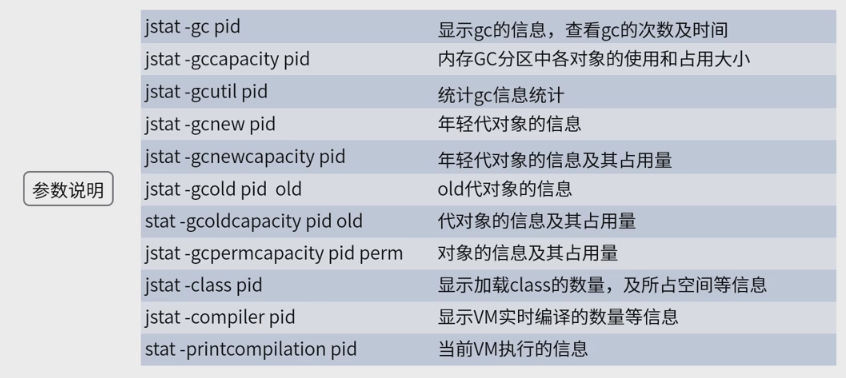 参数说明
jstat -gc pid 显示gc的信息，查看gc的次数及时间
jstat -gccapacity pid 内存GC分区中各对象的使用和占用大小
jstat -gcutil pid 统计gc信息统计
jstat -gcnew pid 年轻代对象的信息
jstat -gcnewcapacity pid 年轻代对象的信息及其占用量
jstat -gcold pid old old代对象的信息
stat -gcoldcapacity pid old 代对象的信息及其占用量
jstat -gcpermcapacity pid perm 对象的信息及其占用量
jstat -class pid 显示加载class的数量，及所占空间等信息
jstat -compiler pid 显示VM实时编译的数量等信息
stat -printcompilation pid 当前VM执行的信息